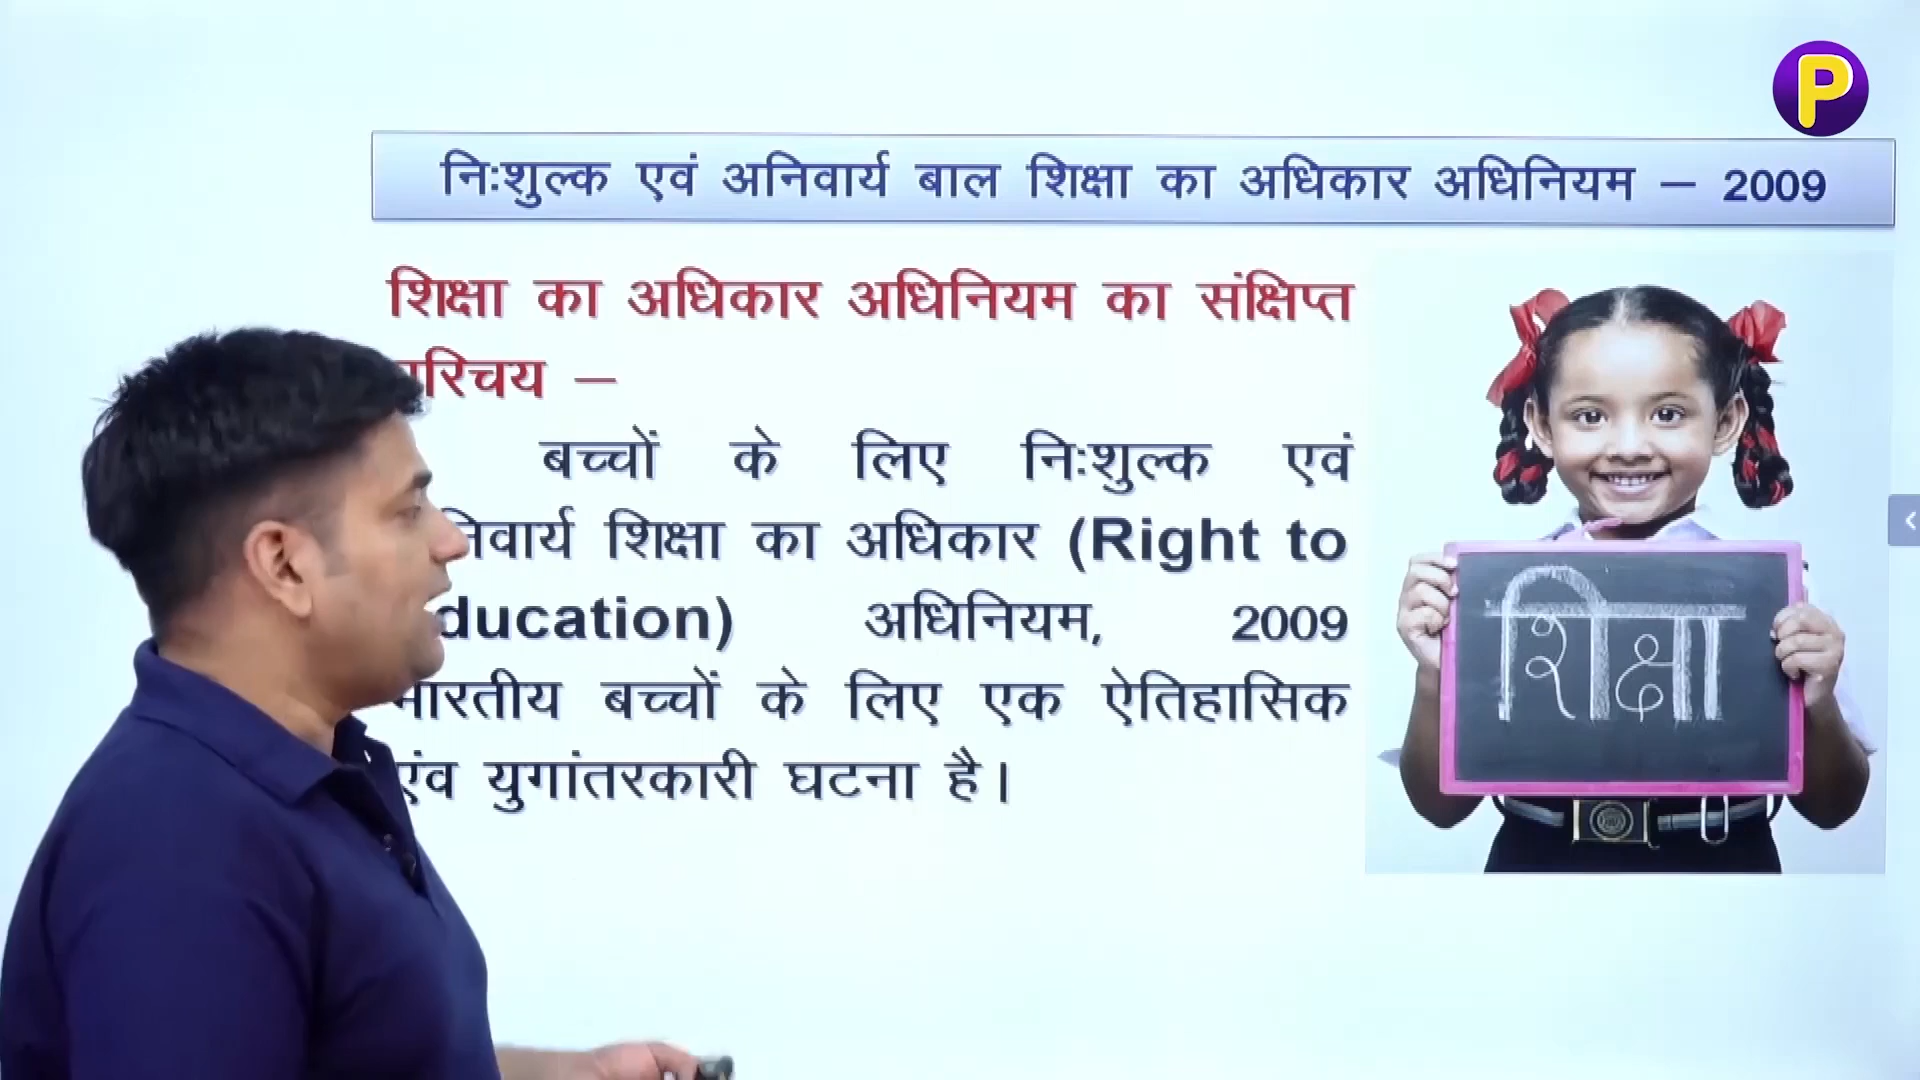 P
निःशुल्क एवं अनिवार्य बाल शिक्षा का अधिकार अधिनियम – 2009
शिक्षा का अधिकार अधिनियम का संक्षिप्त
परिचय –
बच्चों के लिए निःशुल्क एवं
शिक्षा का अधिकार (Right to
अधिनियम, 2009
भारतीय बच्चों के लिए एक ऐतिहासिक
एंव युगांतरकारी घटना है।
शिक्षा